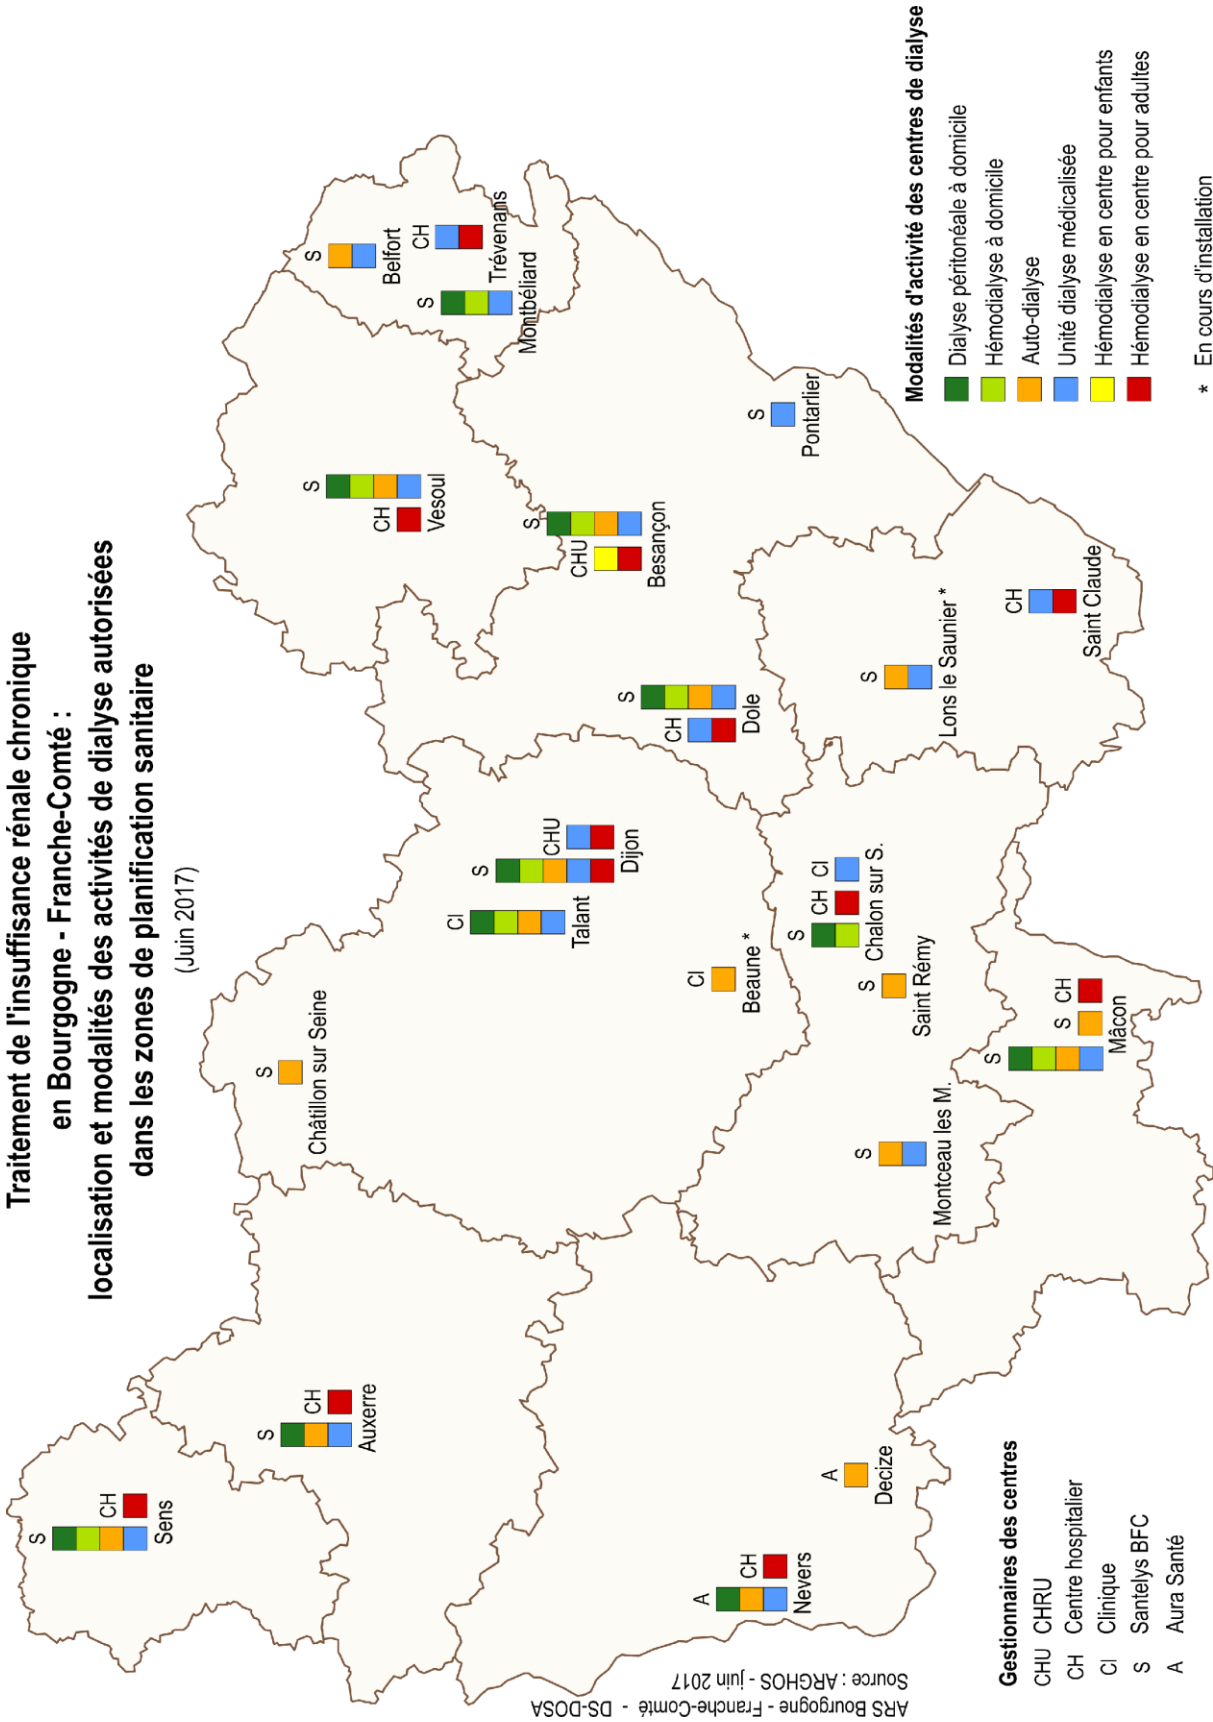 Traitement de l'insuffisance rénale chronique
en Bourgogne - Franche-Comté :
localisation et modalités des activités de dialyse autorisées
dans les zones de planification sanitaire
(Juin 2017)
S
CH
Sens
S
CH
Auxerre
S
Châtillon sur Seine
Cl
Talant
S
CHU
Dijon
Cl
Beaune *
S
CH
Vesoul
S
Belfort
CH
Trévenans
S
Montbéliard
CHU
S
Besançon
S
Pontarlier
CH
S
Dole
S
Lons le Saunier *
CH
Saint Claude
S
CH
Cl
Chalon sur S.
S
Saint Rémy
S
Montceau les M.
S
S
CH
Mâcon
A
CH
Nevers
A
Decize
Gestionnaires des centres
CHU CHRU
CH Centre hospitalier
Cl Clinique
S Santelys BFC
A Aura Santé
Modalités d'activité des centres de dialyse
Dialyse péritonéale à domicile
Hémodialyse à domicile
Auto-dialyse
Unité dialyse médicalisée
Hémodialyse en centre pour enfants
Hémodialyse en centre pour adultes
* En cours d'installation
ARS Bourgogne - Franche-Comté - DS-DOSA
Source : ARGHOS - juin 2017